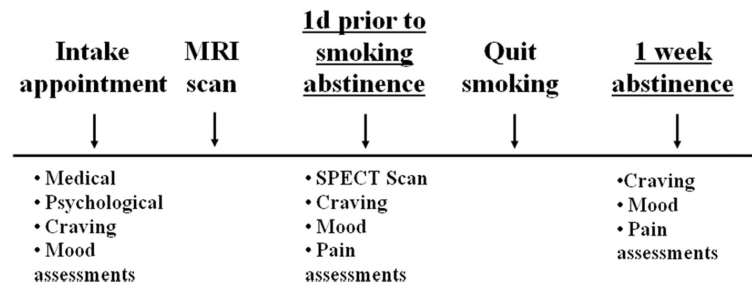 Intake
appointment
MRI
scan
1d prior to
smoking
abstinence
Quit
smoking
1 week
abstinence
• Medical
• Psychological
• Craving
• Mood
assessments
• SPECT Scan
• Craving
• Mood
• Pain
assessments
•Craving
• Mood
• Pain
assessments